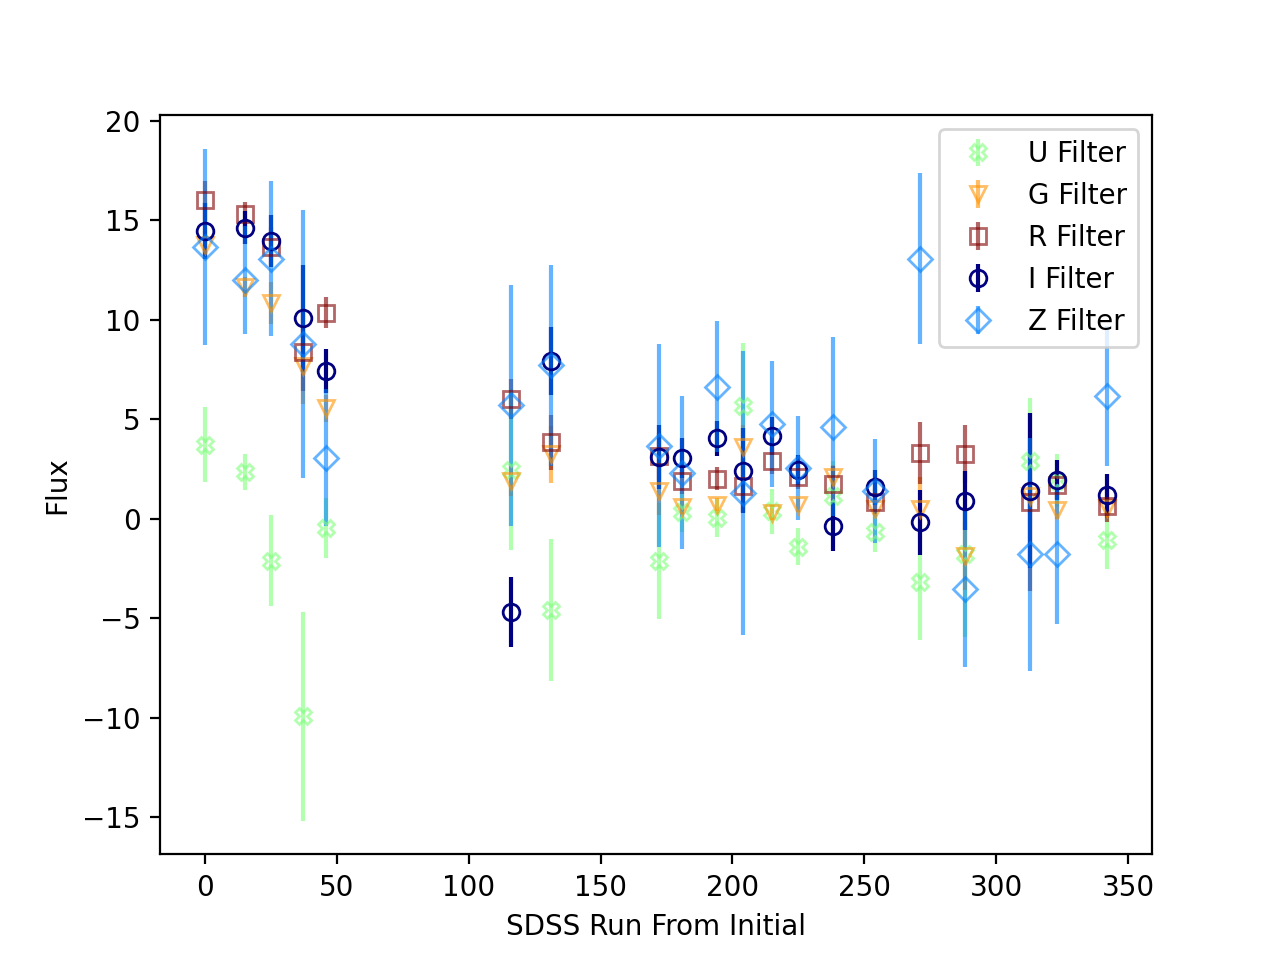 20
15
10
5
0
−5
−10
−15
Flux
U Filter
G Filter
R Filter
I Filter
Z Filter
0 50 100 150 200 250 300 350
SDSS Run From Initial